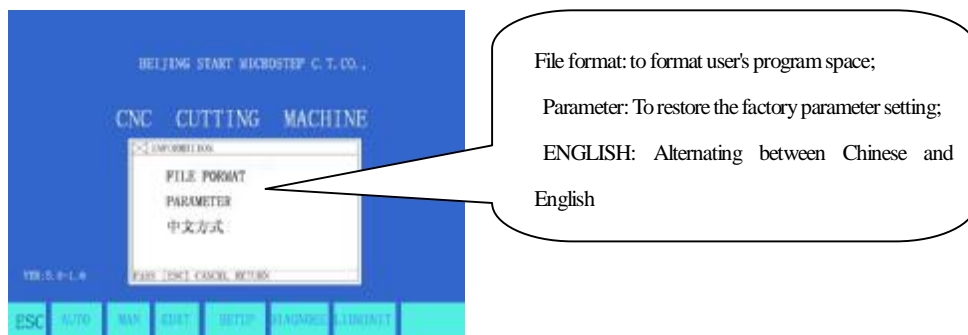 BEIJING START MICROSTEP C.T.CO.,
CNC CUTTING MACHINE
INFORMATION
FILE FORMAT
PARAMETER
中文方式
[ESC] CANCEL RETURN
ESC AUTO MAN EDIT SETUP DIAGNOSE
File format: to format user's program space;
Parameter: To restore the factory parameter setting;
ENGLISH: Alternating between Chinese and
English